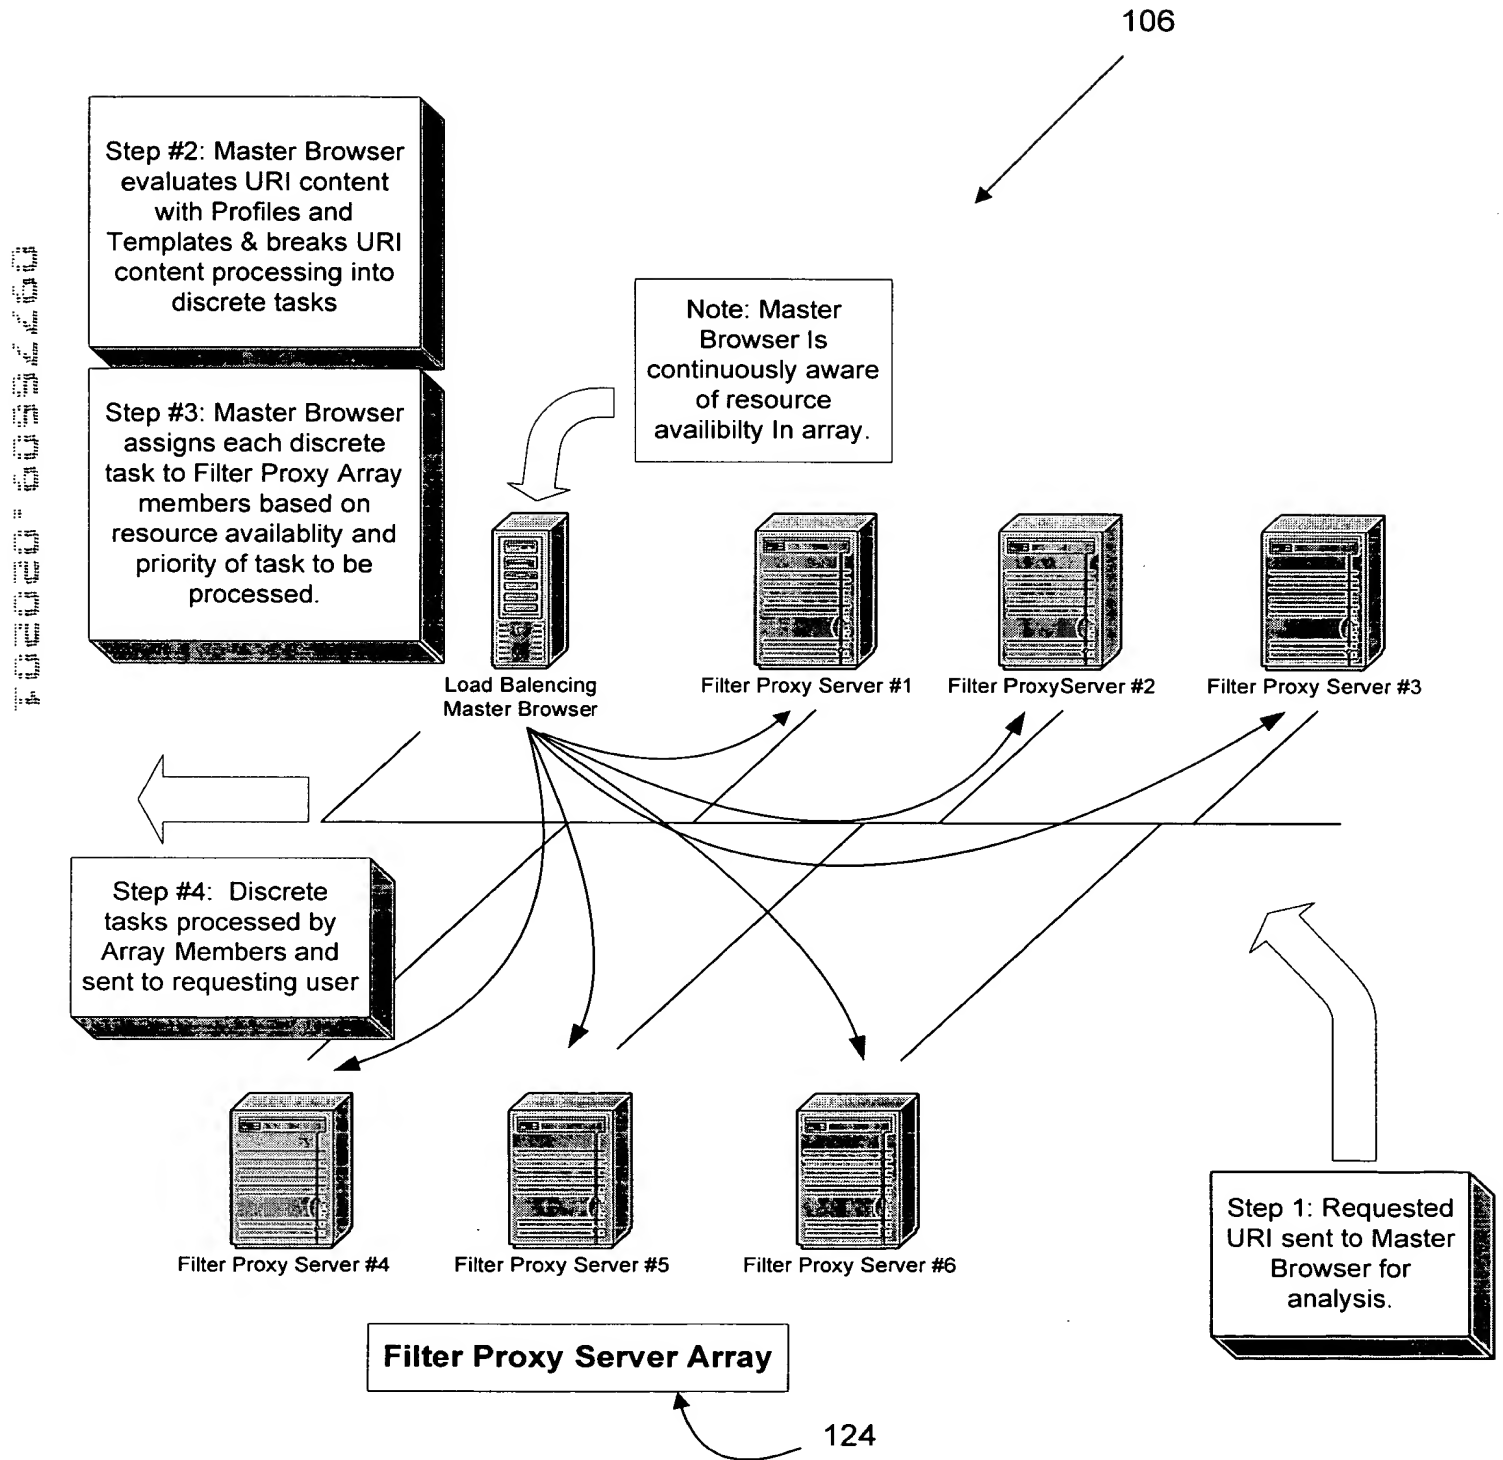 106
Step #2: Master Browser
evaluates URI content
with Profiles and
Templates & breaks URI
content processing into
discrete tasks
Note: Master
Browser Is
continuously aware
of resource
availibilty In array.
Step #3: Master Browser
assigns each discrete
task to Filter Proxy Array
members based on
resource availablity and
priority of task to be
processed.
Load Balencing
Master Browser
Filter Proxy Server #1
Filter ProxyServer #2
Filter Proxy Server #3
Step #4: Discrete
tasks processed by
Array Members and
sent to requesting user
Filter Proxy Server #4
Filter Proxy Server #5
Filter Proxy Server #6
Step 1: Requested
URI sent to Master
Browser for
analysis.
Filter Proxy Server Array
124